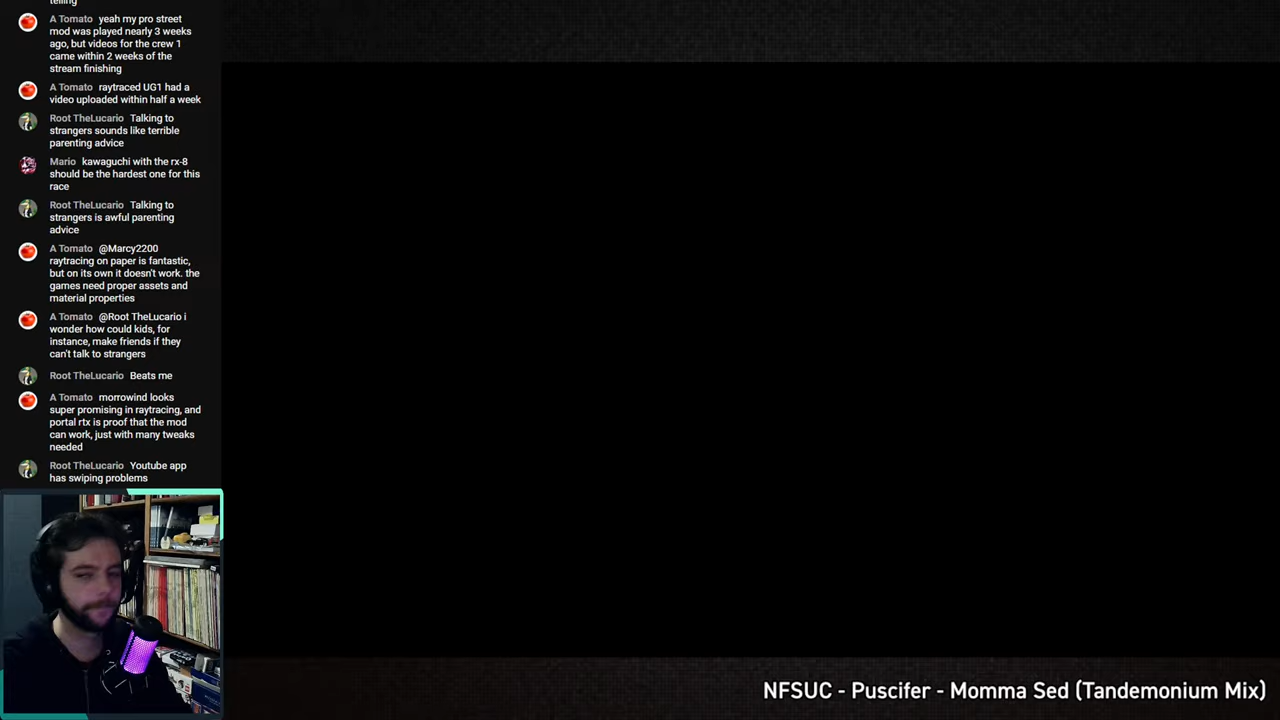 telling
A Tomato yeah my pro street
mod was played nearly 3 weeks
ago, but videos for the crew 1
came within 2 weeks of the
stream finishing
A Tomato raytraced UG1 had a
video uploaded within half a week
Root TheLucario Talking to
strangers sounds like terrible
parenting advice
Mario kawaguchi with the rx-8
should be the hardest one for this
race
Root TheLucario Talking to
strangers is awful parenting
advice
A Tomato @Marcy2200
raytracing on paper is fantastic,
but on its own it doesn't work. the
games need proper assets and
material properties
A Tomato @Root TheLucario i
wonder how could kids, for
instance, make friends if they
can't talk to strangers
Root TheLucario Beats me
A Tomato morrowind looks
super promising in raytracing, and
portal rtx is proof that the mod
can work, just with many tweaks
needed
Root TheLucario Youtube app
has swiping problems
NFSUC - Puscifer - Momma Sed (Tandemonium Mix)